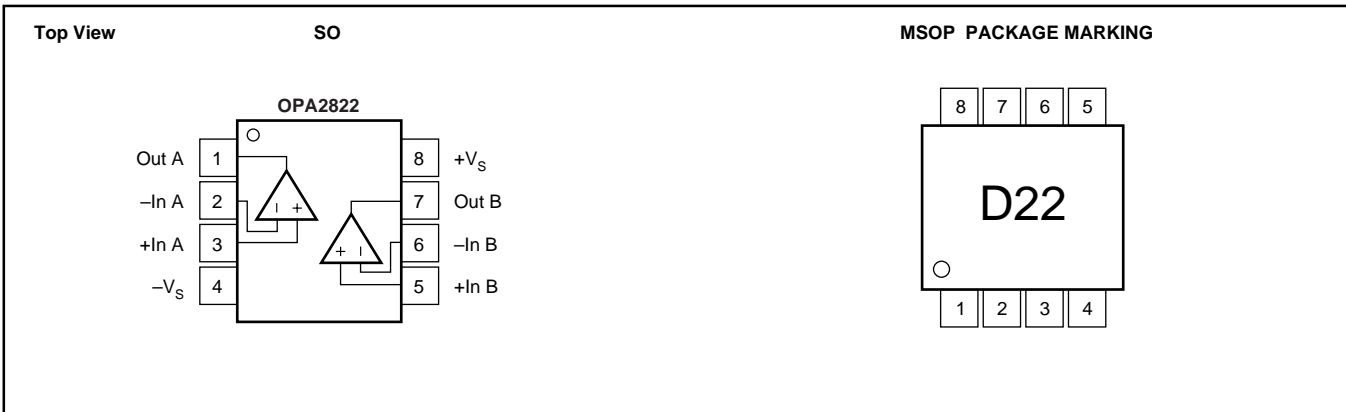 Top View SO MSOP PACKAGE MARKING
OPA2822
Out A 1 8 +VS
–In A 2 7 Out B
+In A 3 6 –In B
–VS 4 5 +In B
– +
+ –
8 7 6 5
D22
1 2 3 4